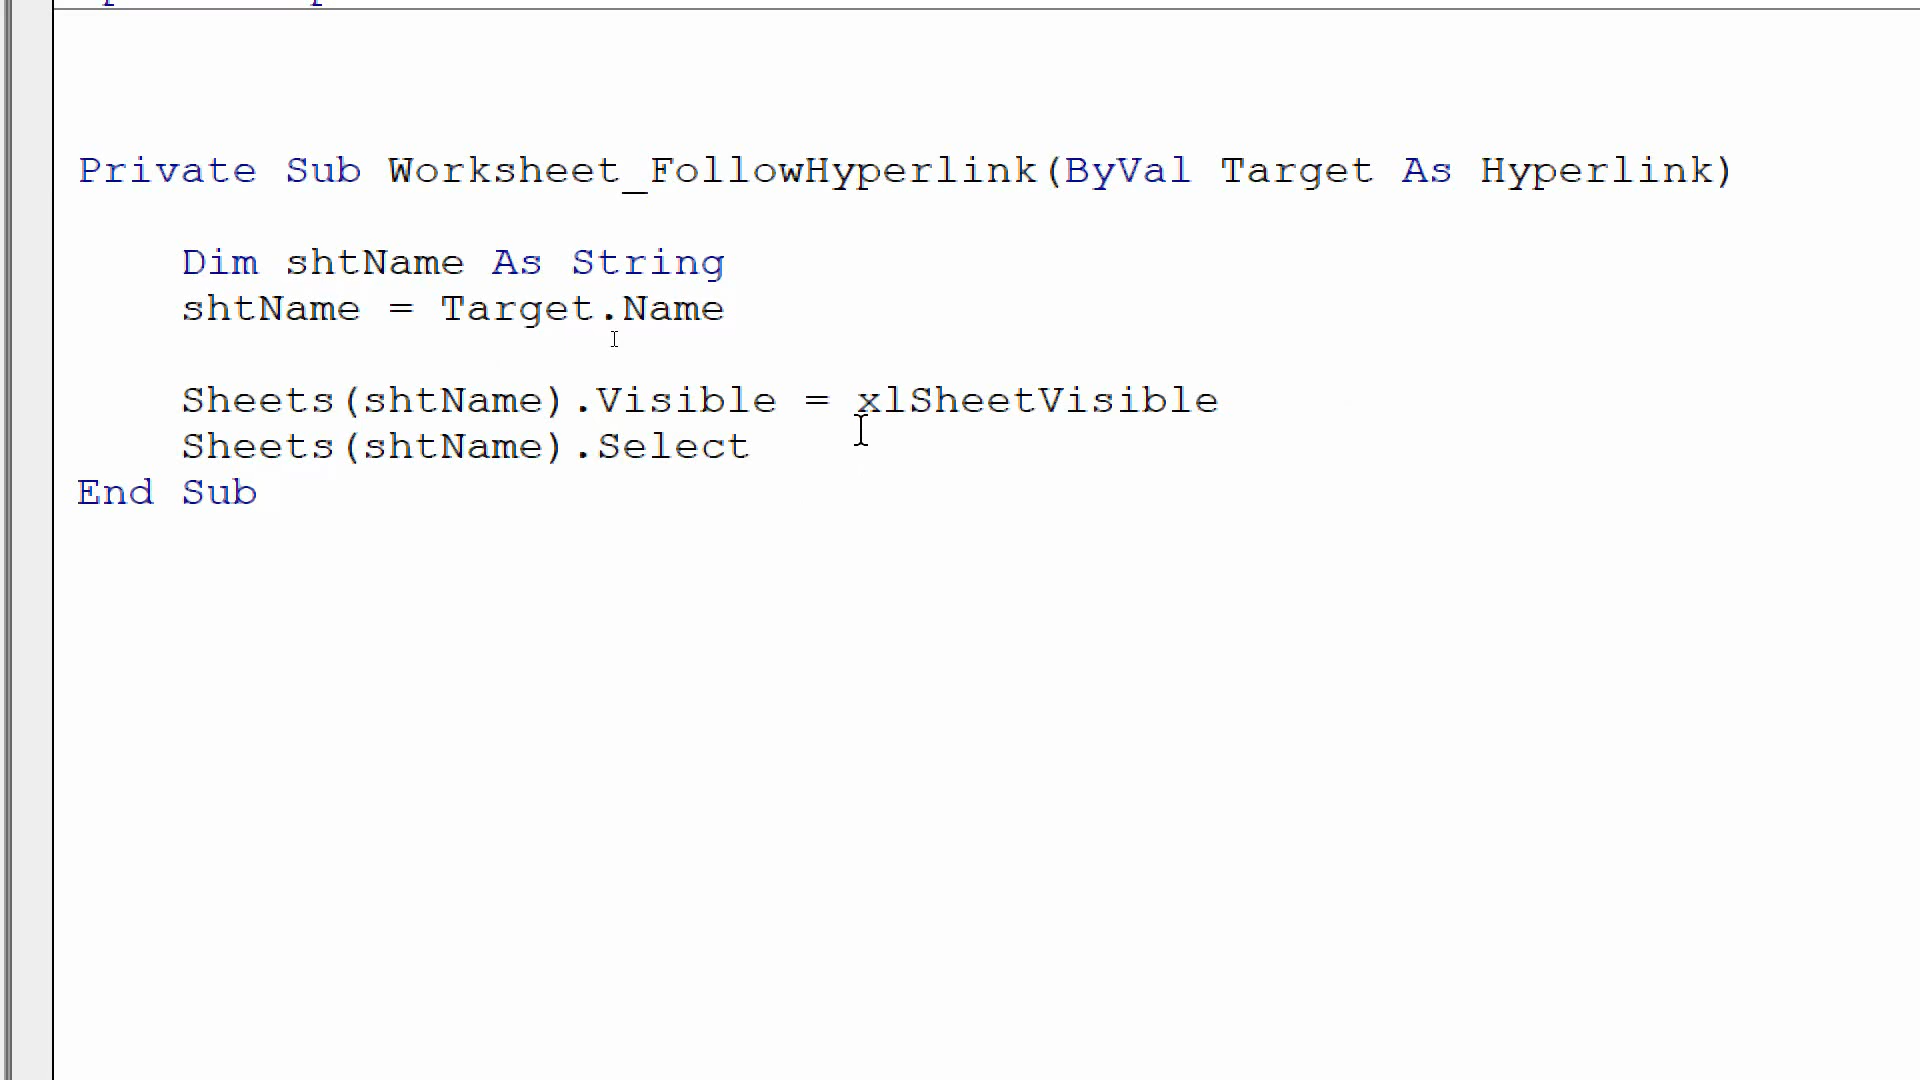 Private Sub Worksheet_FollowHyperlink(ByVal Target As Hyperlink)
Dim shtName As String
shtName = Target.Name
Sheets(shtName).Visible = xlSheetVisible
Sheets(shtName).Select
End Sub